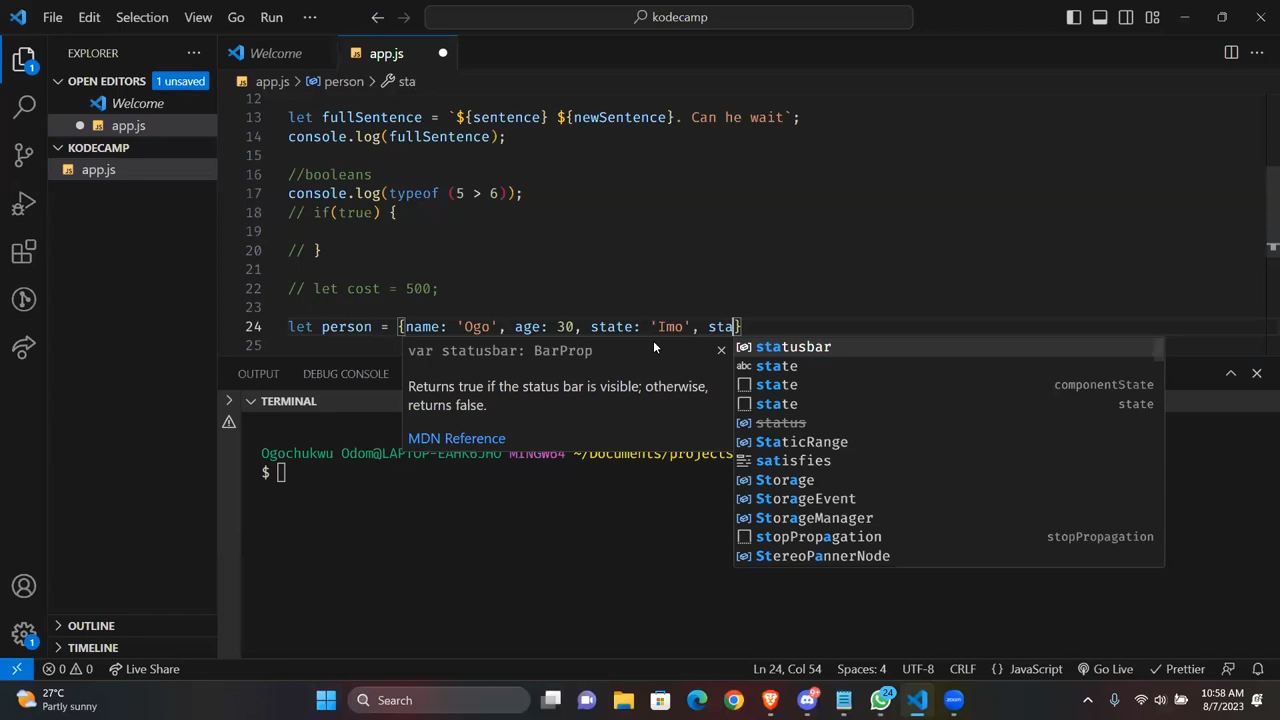 File Edit Selection View Go Run ··· kodecamp
EXPLORER ···
OPEN EDITORS 1 unsaved
Welcome
app.js
KODECAMP
app.js
OUTLINE
TIMELINE
Welcome app.js
app.js > person > sta
12
13 let fullSentence = `${sentence} ${newSentence}. Can he wait`;
14 console.log(fullSentence);
15
16 //booleans
17 console.log(typeof (5 > 6));
18 // if(true) {
19
20 // }
21
22 // let cost = 500;
23
24 let person = {name: 'Ogo', age: 30, state: 'Imo', sta}
25
var statusbar: BarProp
Returns true if the status bar is visible; otherwise,
returns false.
MDN Reference
statusbar
abc state
state componentState
state state
status
StaticRange
satisfies
Storage
StorageEvent
StorageManager
stopPropagation stopPropagation
StereoPannerNode
OUTPUT DEBUG CONSOLE
TERMINAL
Ogochukwu Odom@LAPTOP-EAHK6JHO MINGW64 ~/Documents/projects
$
0 0 Live Share Ln 24, Col 54 Spaces: 4 UTF-8 CRLF {} JavaScript Go Live Prettier
27°C
Partly sunny
Search
24
zoom
10:58 AM
8/7/2023